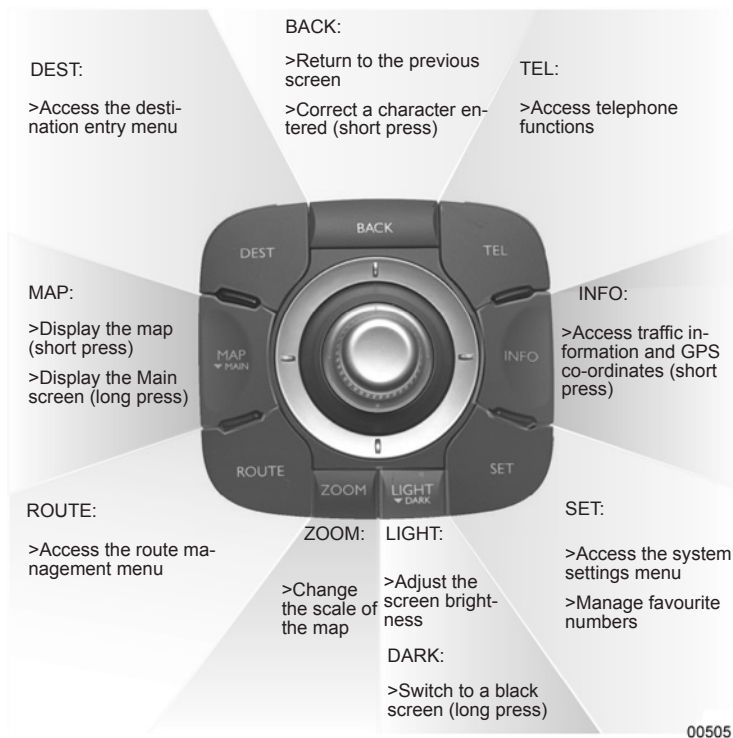 BACK:
>Return to the previous
screen
>Correct a character en-
tered (short press)
DEST:
>Access the desti-
nation entry menu
TEL:
>Access telephone
functions
BACK
DEST
TEL
MAP:
>Display the map
(short press)
>Display the Main
screen (long press)
MAP
MAIN
INFO
INFO:
>Access traffic in-
formation and GPS
co-ordinates (short
press)
ROUTE
ZOOM
LIGHT
DARK
SET
ROUTE:
>Access the route ma-
nagement menu
ZOOM:
>Change
the scale of
the map
LIGHT:
>Adjust the
screen bright-
ness
DARK:
>Switch to a black
screen (long press)
SET:
>Access the system
settings menu
>Manage favourite
numbers
00505